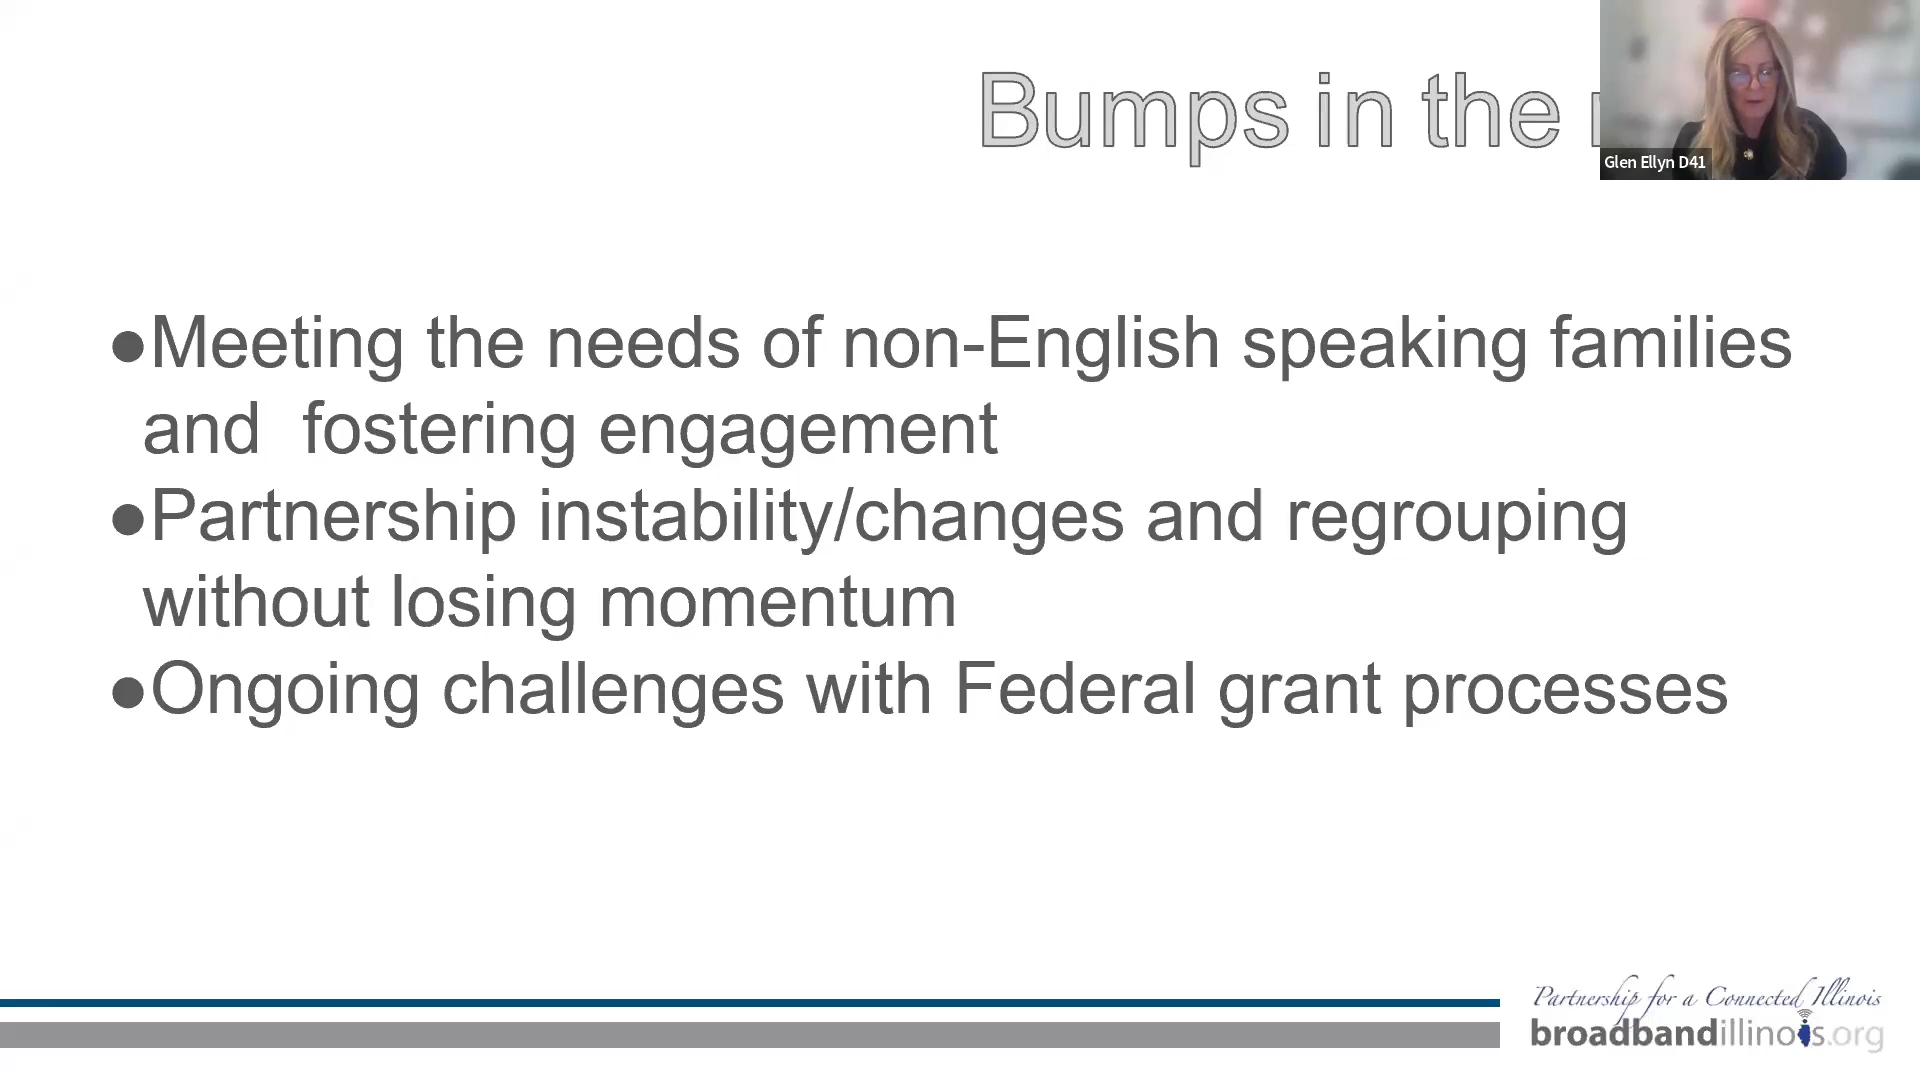 Bumps in the
Glen Ellyn D41
●Meeting the needs of non-English speaking families
and  fostering engagement
●Partnership instability/changes and regrouping
without losing momentum
●Ongoing challenges with Federal grant processes
Partnership for a Connected Illinois
broadbandillinois.org